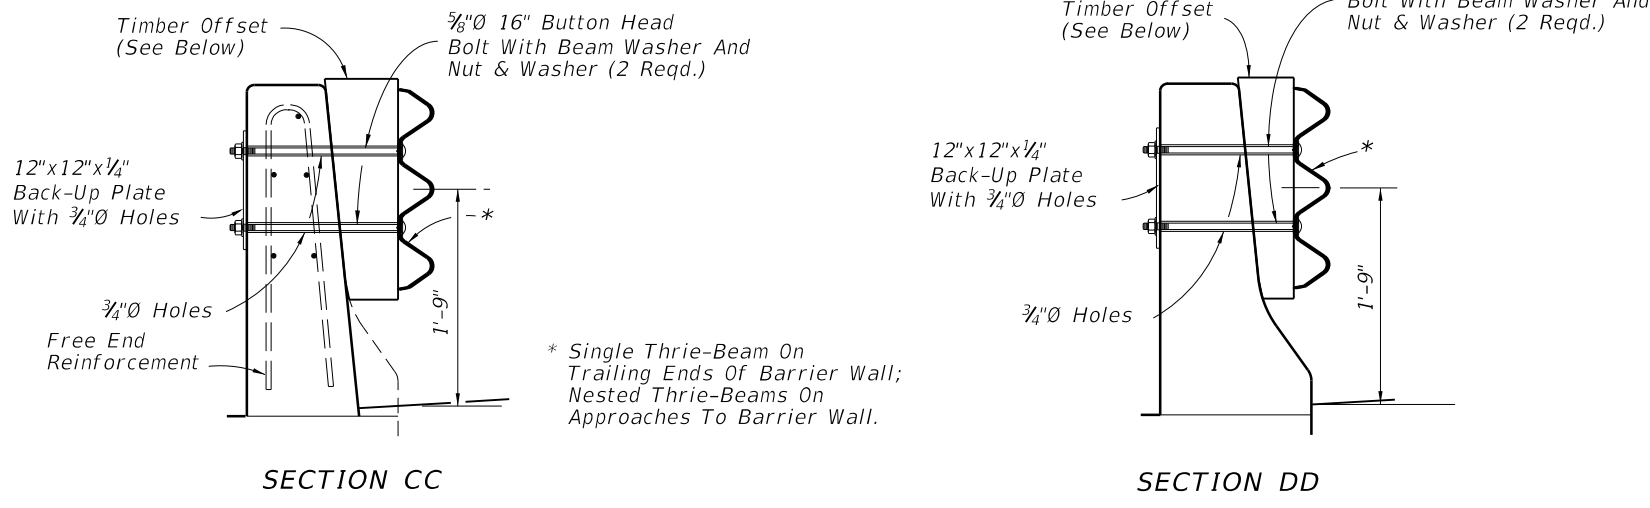 Timber Offset
(See Below)
⅝"Ø 16" Button Head
Bolt With Beam Washer And
Nut & Washer (2 Reqd.)
12"x12"x¼"
Back-Up Plate
With ¾"Ø Holes
-*
1'-9"
¾"Ø Holes
Free End
Reinforcement
* Single Thrie-Beam On
Trailing Ends Of Barrier Wall;
Nested Thrie-Beams On
Approaches To Barrier Wall.
SECTION CC
Timber Offset
(See Below)
Bolt With Beam Washer And
Nut & Washer (2 Reqd.)
12"x12"x¼"
Back-Up Plate
With ¾"Ø Holes
*
1'-9"
¾"Ø Holes
SECTION DD